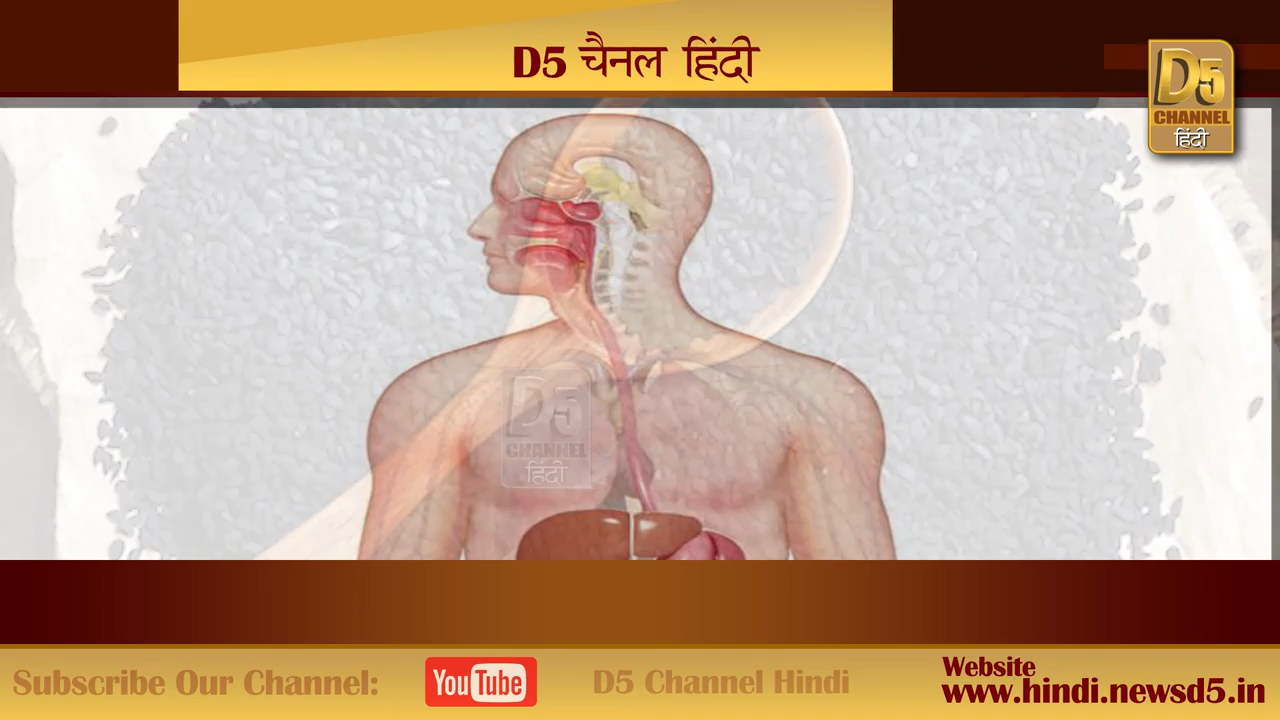 D5 चैनल हिंदी
D5
CHANNEL
हिंदी
D5
CHANNEL
हिंदी
Subscribe Our Channel:
YouTube
D5 Channel Hindi
Website
www.hindi.newsd5.in